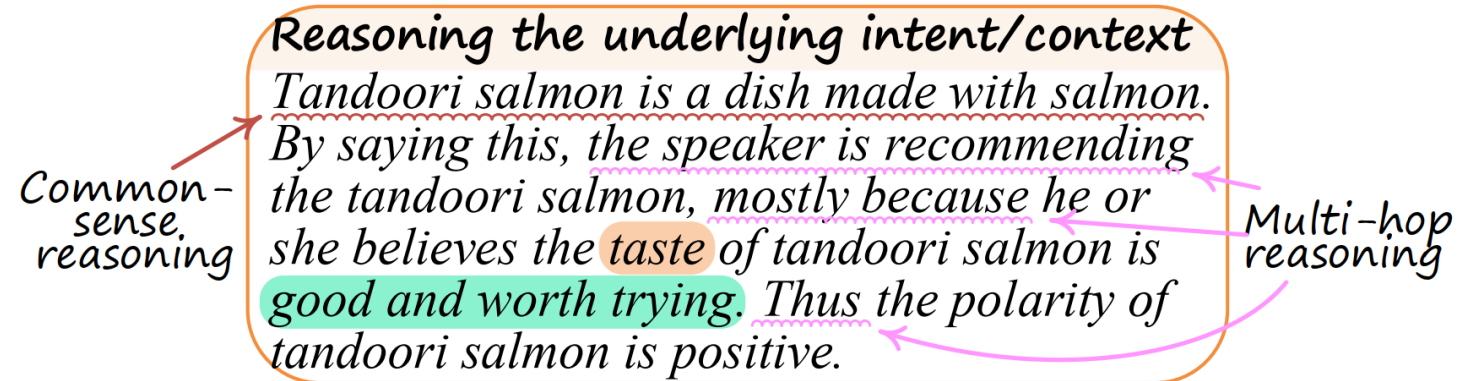 Reasoning the underlying intent/context
Tandoori salmon is a dish made with salmon.
By saying this, the speaker is recommending
the tandoori salmon, mostly because he or
she believes the taste of tandoori salmon is
good and worth trying. Thus the polarity of
tandoori salmon is positive.
Common-
sense
reasoning
Multi-hop
reasoning